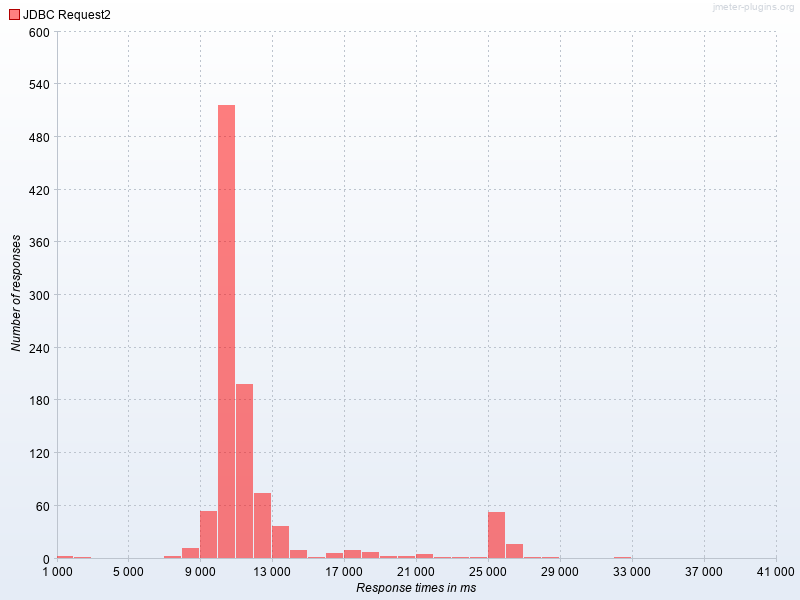 jmeter-plugins.org
JDBC Request2
600
540
480
420
360
300
240
180
120
60
0
Number of responses
1 000 5 000 9 000 13 000 17 000 21 000 25 000 29 000 33 000 37 000 41 000
Response times in ms